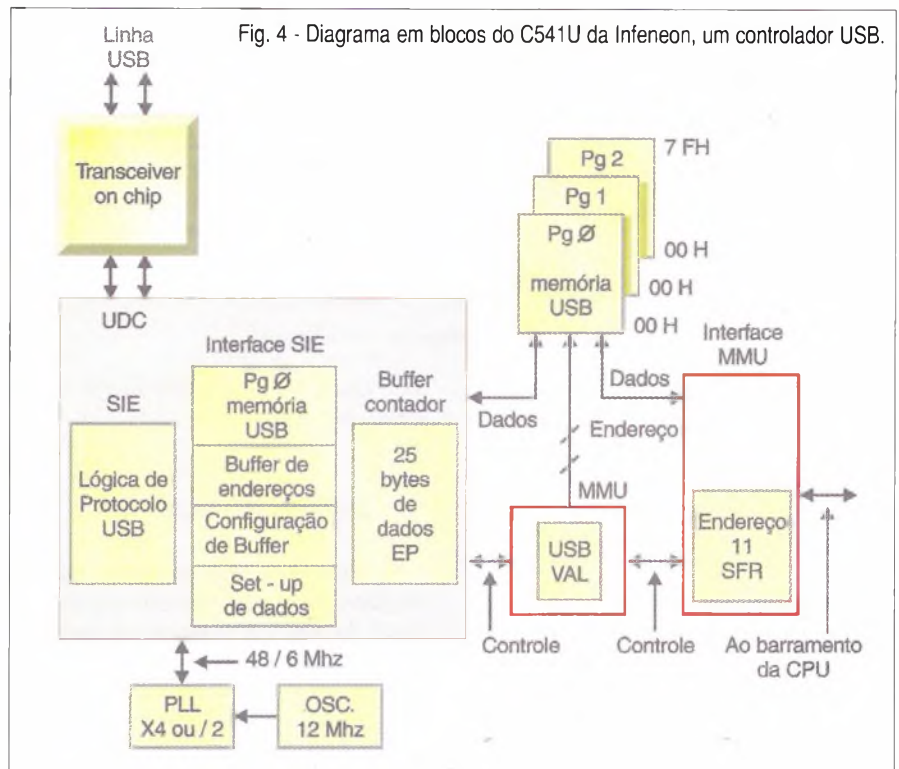 Fig. 4 - Diagrama em blocos do C541U da Infeneon, um controlador USB.
Linha
USB
Transceiver
on chip
UDC
SIE
Lógica de
Protocolo
USB
Interface SIE
Pg Ø
memória
USB
Buffer de
endereços
Configuração
de Buffer
Set - up
de dados
Buffer
contador
25
bytes
de
dados
EP
48 / 6 Mhz
PLL
X4 ou / 2
OSC.
12 Mhz
Pg 2
Pg 1
Pg Ø
memória
USB
7 FH
00 H
00 H
00 H
Dados
Endereço
Dados
MMU
USB
VAL
Interface
MMU
Endereço
11
SFR
Controle
Controle
Ao barramento
da CPU